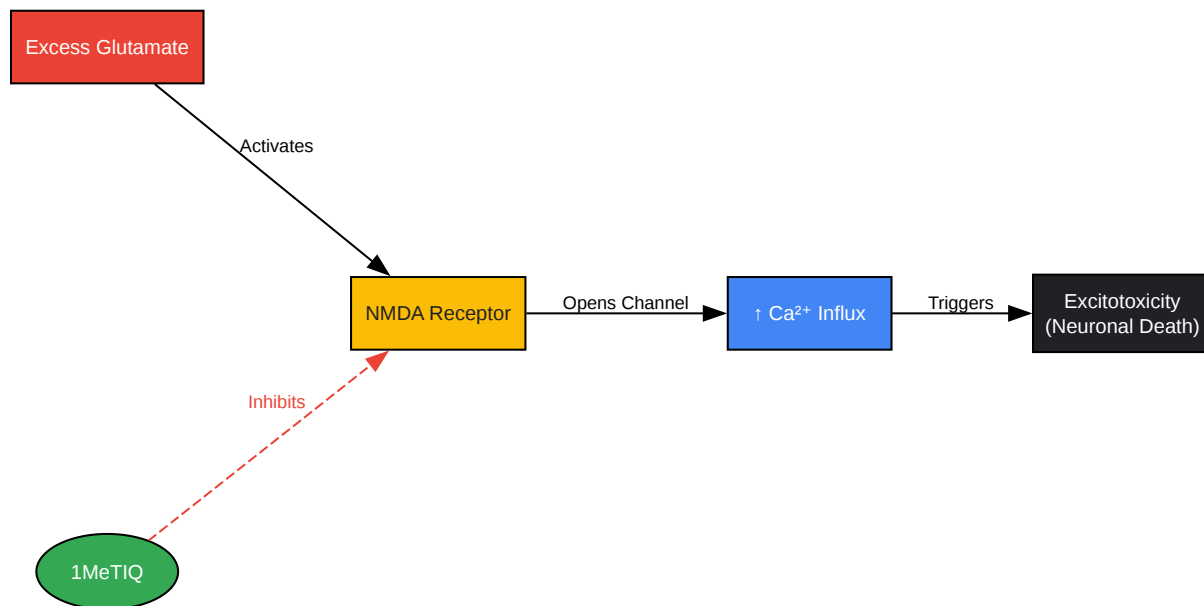 Excess Glutamate
Activates
NMDA Receptor
Opens Channel
↑ Ca²⁺ Influx
Triggers
Excitotoxicity
(Neuronal Death)
Inhibits
1MeTIQ